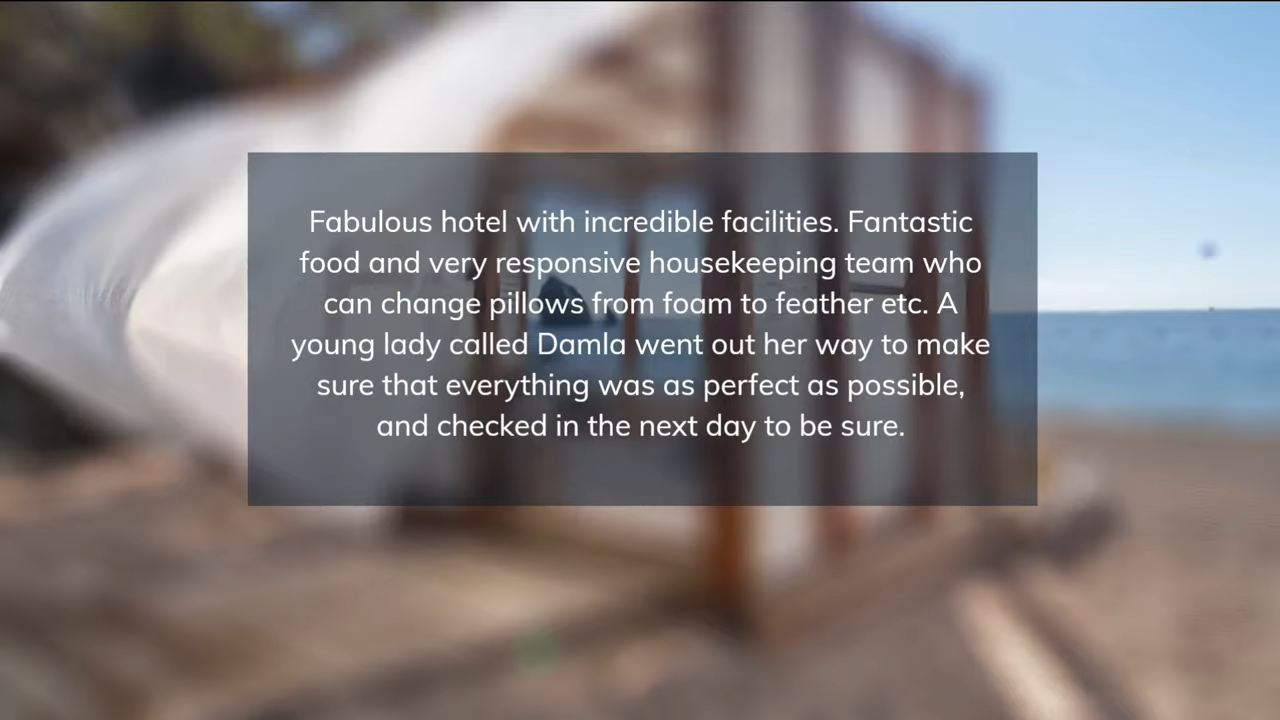 Fabulous hotel with incredible facilities. Fantastic
food and very responsive housekeeping team who
can change pillows from foam to feather etc. A
young lady called Damla went out her way to make
sure that everything was as perfect as possible,
and checked in the next day to be sure.